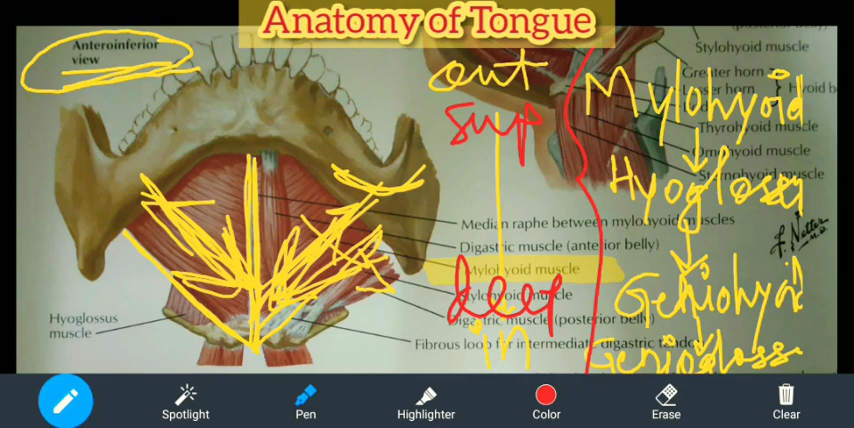 Anatomy of Tongue
Anteroinferior
view
out
sup
deep
in
Mylohyoid
Hyoglossi
Geniohyoid
Genioglossi
Stylohyoid muscle
Greater horn
Lesser horn
Hyoid b
Thyrohyoid muscle
Omohyoid muscle
Sternohyoid muscle
Median raphe between mylohyoid muscles
Digastric muscle (anterior belly)
Mylohyoid muscle
Stylohyoid muscle
Digastric muscle (posterior belly)
Fibrous loop for intermediate digastric tendon
Hyoglossus
muscle
F. Netter
M.D.
Spotlight
Pen
Highlighter
Color
Erase
Clear